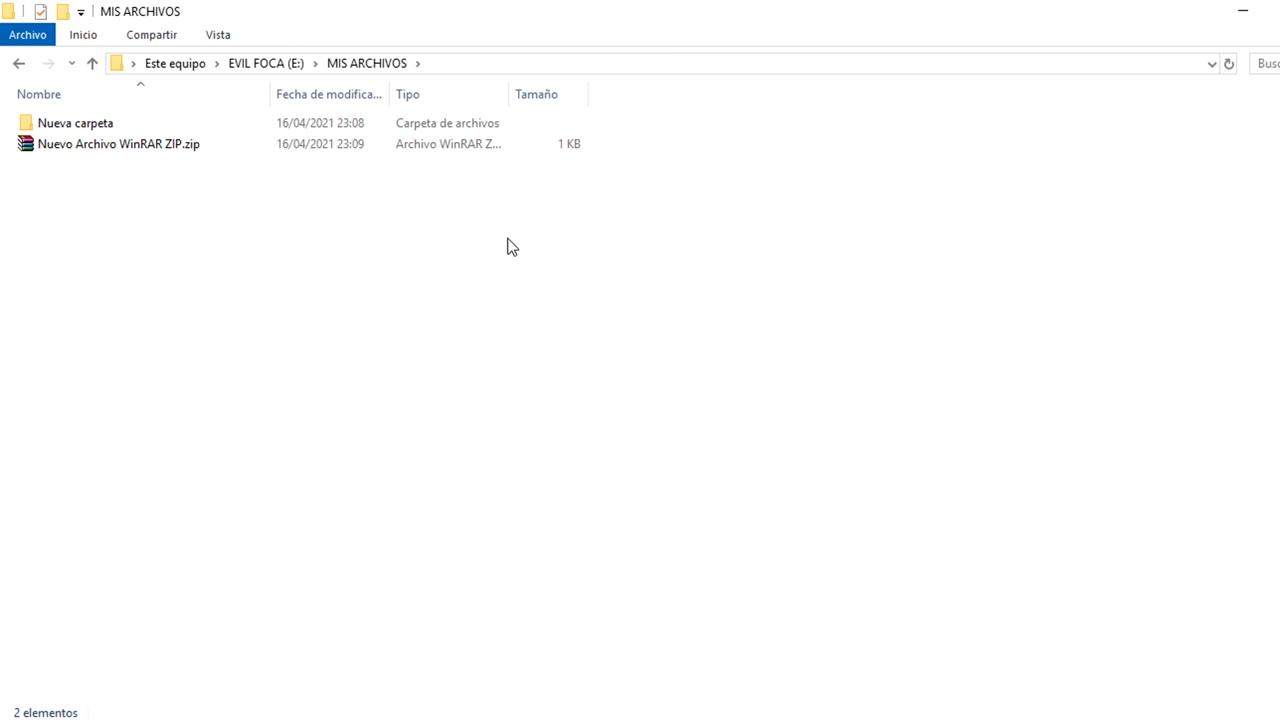 MIS ARCHIVOS
Archivo Inicio Compartir Vista
Este equipo EVIL FOCA (E:) MIS ARCHIVOS Busc
Nombre Fecha de modifica... Tipo Tamaño
Nueva carpeta 16/04/2021 23:08 Carpeta de archivos
Nuevo Archivo WinRAR ZIP.zip 16/04/2021 23:09 Archivo WinRAR Z... 1 KB
2 elementos